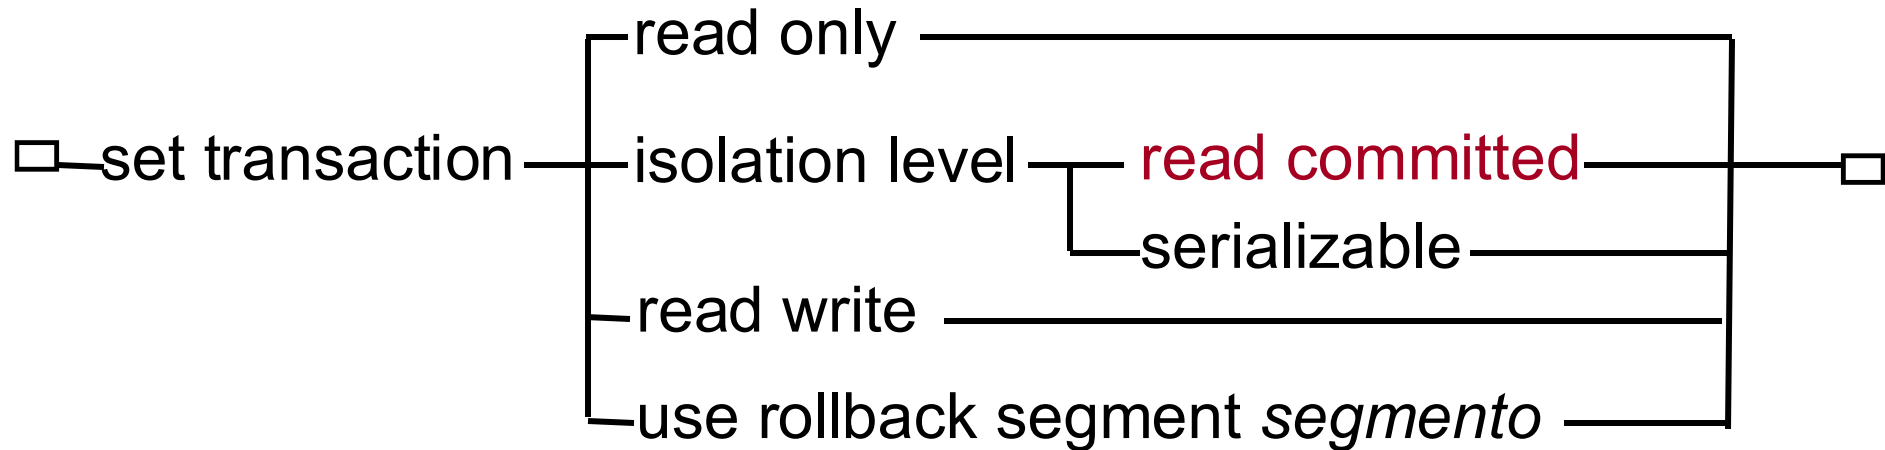 read only
set transaction
isolation level
read committed
serializable
read write
use rollback segment segmento